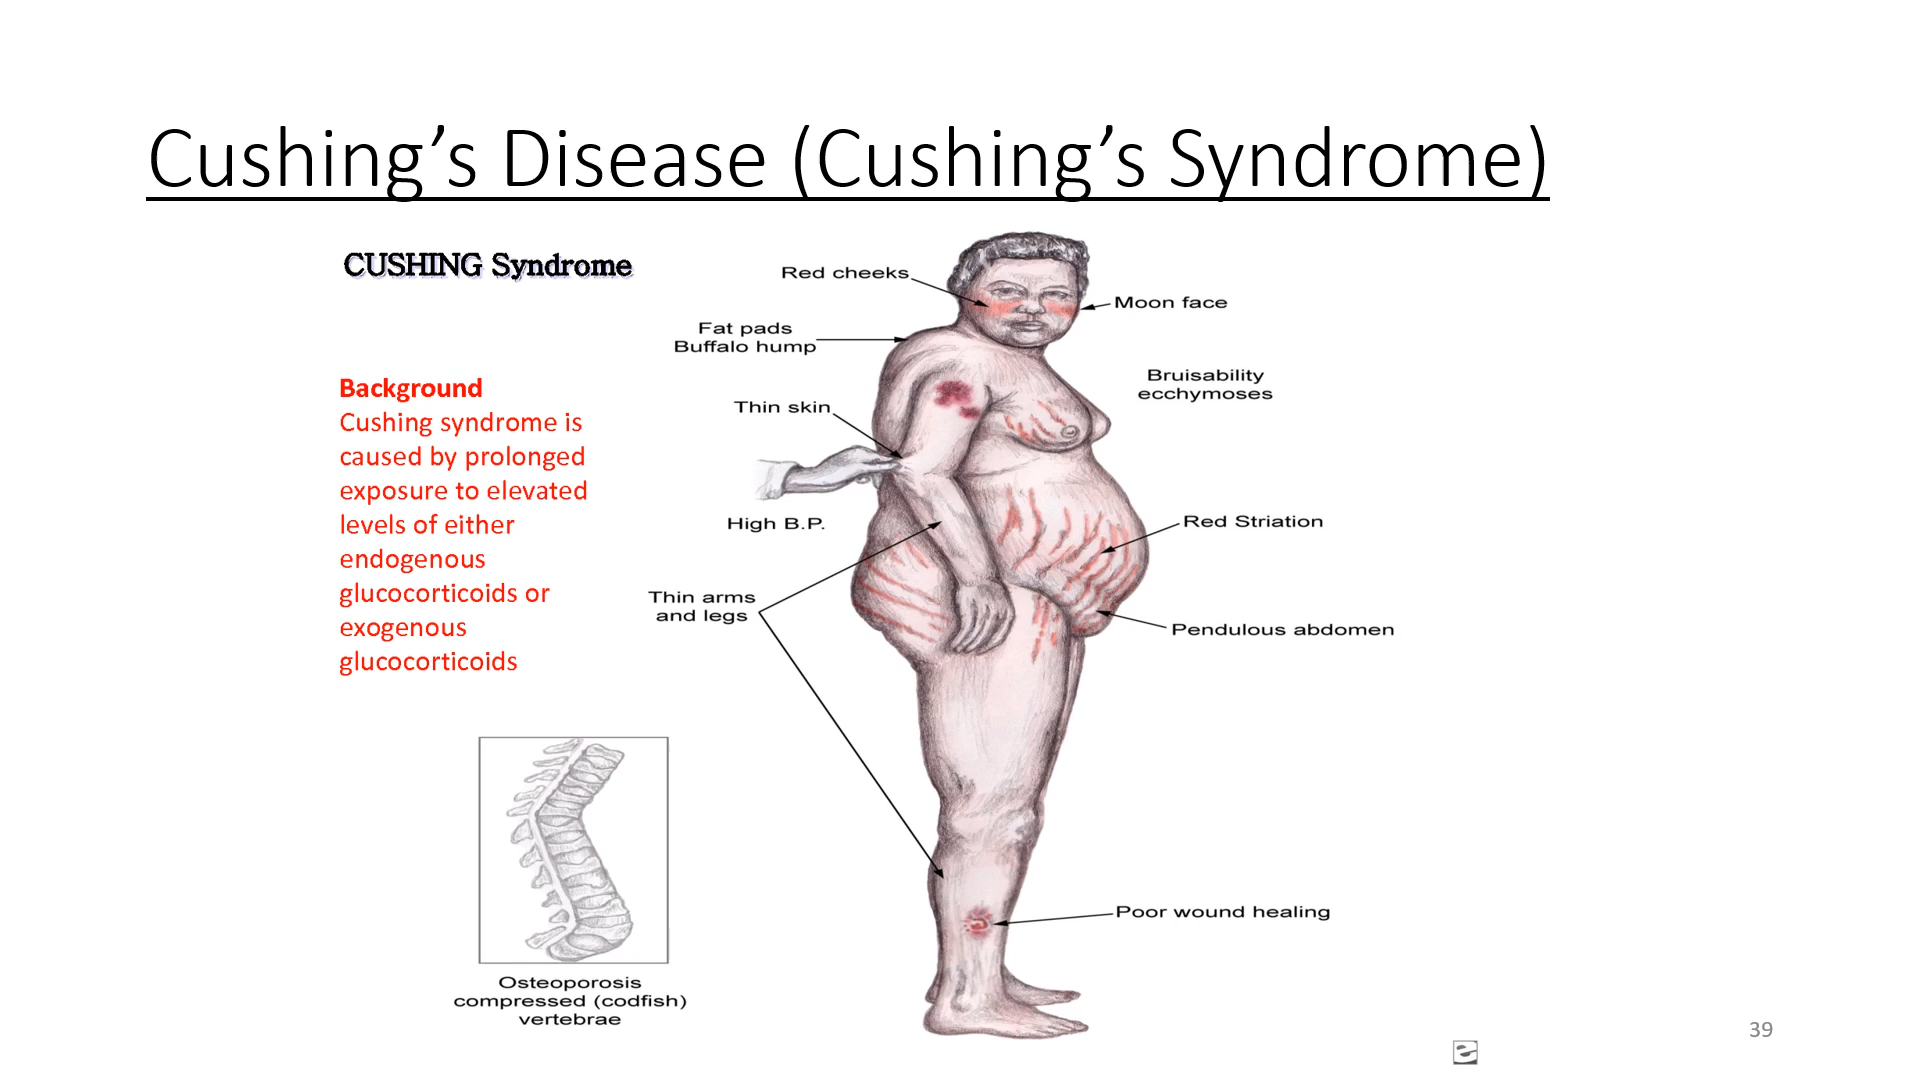 Cushing’s Disease (Cushing’s Syndrome)
CUSHING Syndrome
Background
Cushing syndrome is
caused by prolonged
exposure to elevated
levels of either
endogenous
glucocorticoids or
exogenous
glucocorticoids
Red cheeks
Moon face
Fat pads
Buffalo hump
Bruisability
ecchymoses
Thin skin
High B.P.
Red Striation
Thin arms
and legs
Pendulous abdomen
Poor wound healing
Osteoporosis
compressed (codfish)
vertebrae
39